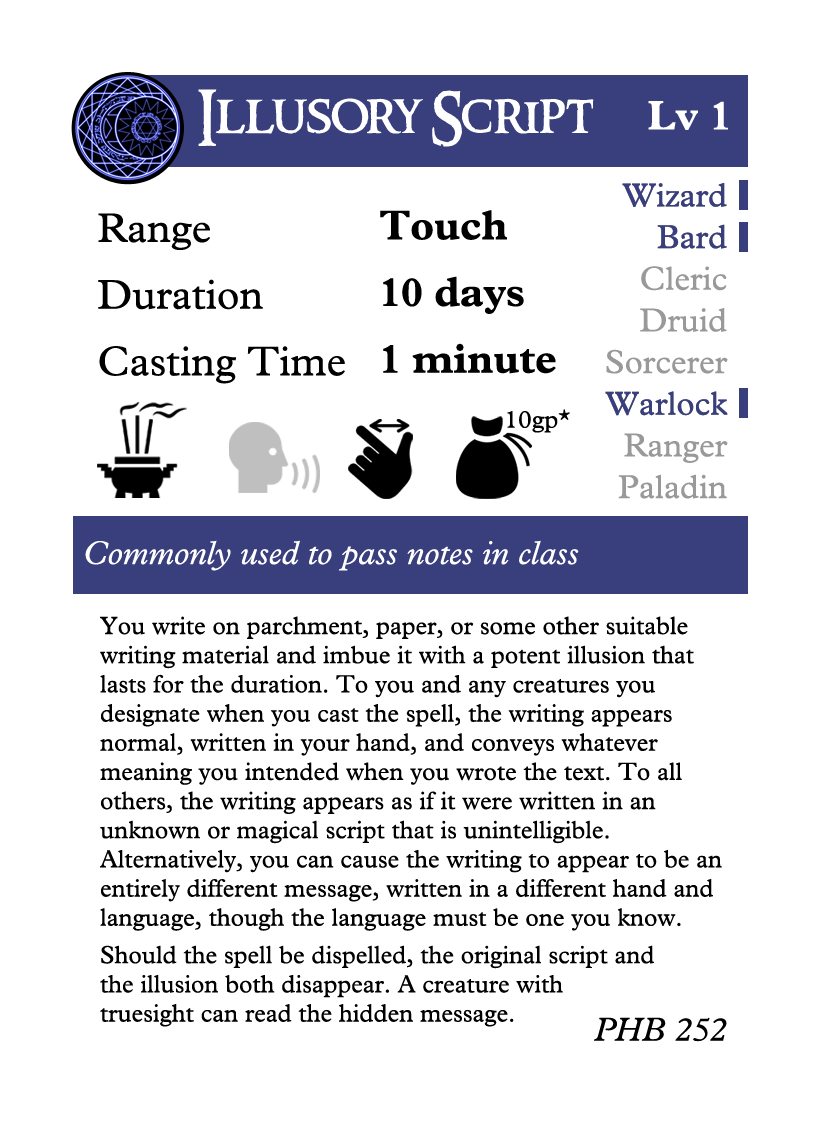 ILLUSORY SCRIPT Lv 1
Range Touch
Duration 10 days
Casting Time 1 minute
Wizard
Bard
Cleric
Druid
Sorcerer
Warlock
Ranger
Paladin
10gp★
Commonly used to pass notes in class
You write on parchment, paper, or some other suitable
writing material and imbue it with a potent illusion that
lasts for the duration. To you and any creatures you
designate when you cast the spell, the writing appears
normal, written in your hand, and conveys whatever
meaning you intended when you wrote the text. To all
others, the writing appears as if it were written in an
unknown or magical script that is unintelligible.
Alternatively, you can cause the writing to appear to be an
entirely different message, written in a different hand and
language, though the language must be one you know.
Should the spell be dispelled, the original script and
the illusion both disappear. A creature with
truesight can read the hidden message.
PHB 252